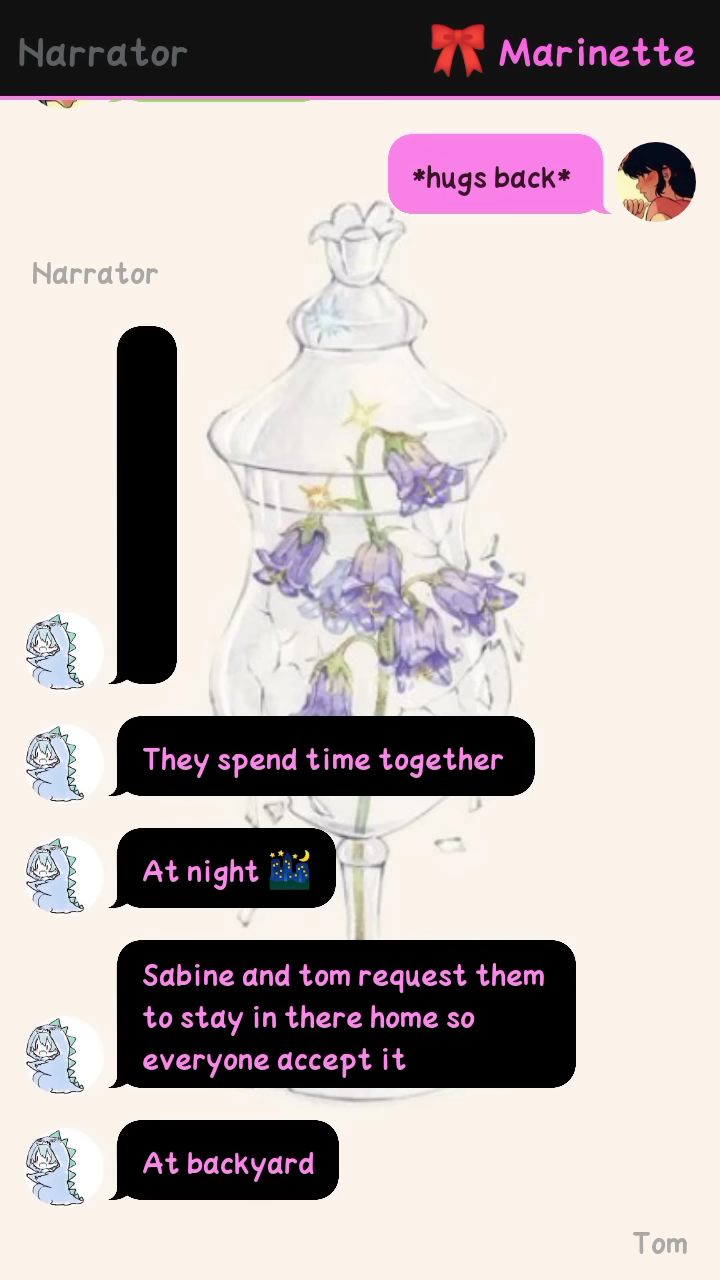 Narrator
🎀 Marinette
*hugs back*
Narrator
They spend time together
At night 🌃
Sabine and tom request them
to stay in there home so
everyone accept it
At backyard
Tom